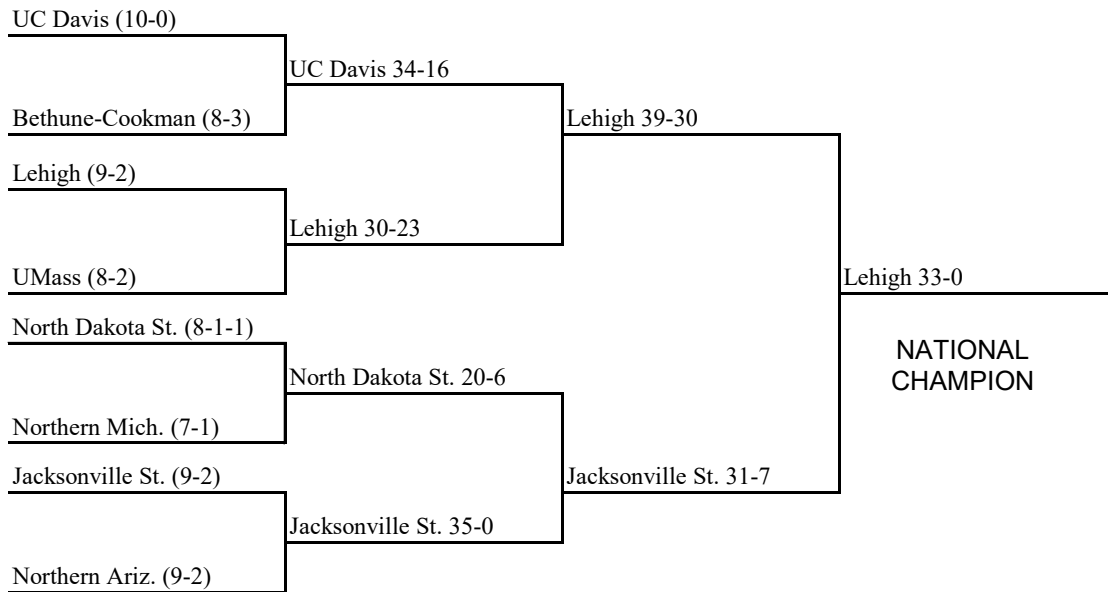 UC Davis (10-0)
UC Davis 34-16
Bethune-Cookman (8-3)
Lehigh 39-30
Lehigh (9-2)
Lehigh 30-23
UMass (8-2)
Lehigh 33-0
North Dakota St. (8-1-1)
NATIONAL
CHAMPION
North Dakota St. 20-6
Northern Mich. (7-1)
Jacksonville St. (9-2)
Jacksonville St. 31-7
Jacksonville St. 35-0
Northern Ariz. (9-2)